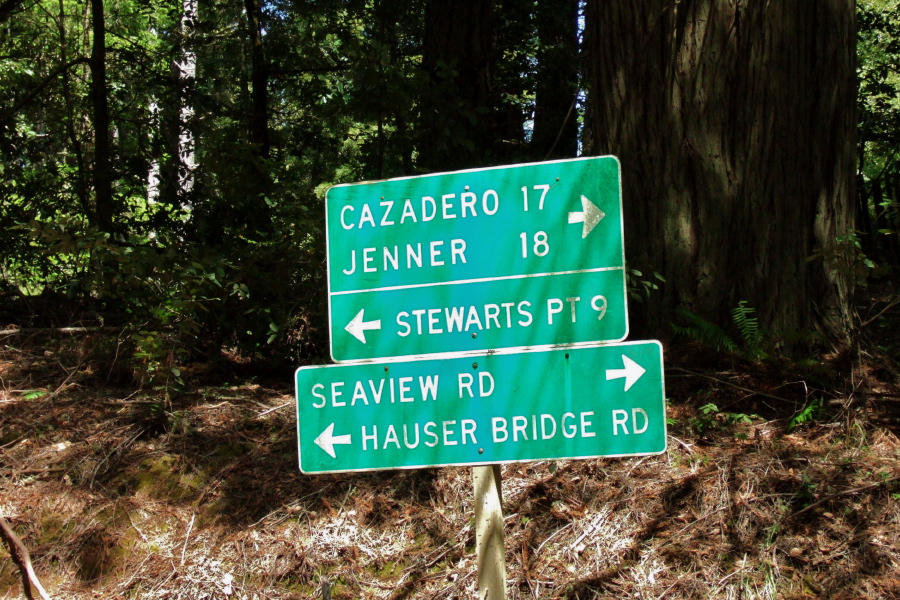 CAZADERO 17
JENNER 18
STEWARTS PT 9
SEAVIEW RD
HAUSER BRIDGE RD